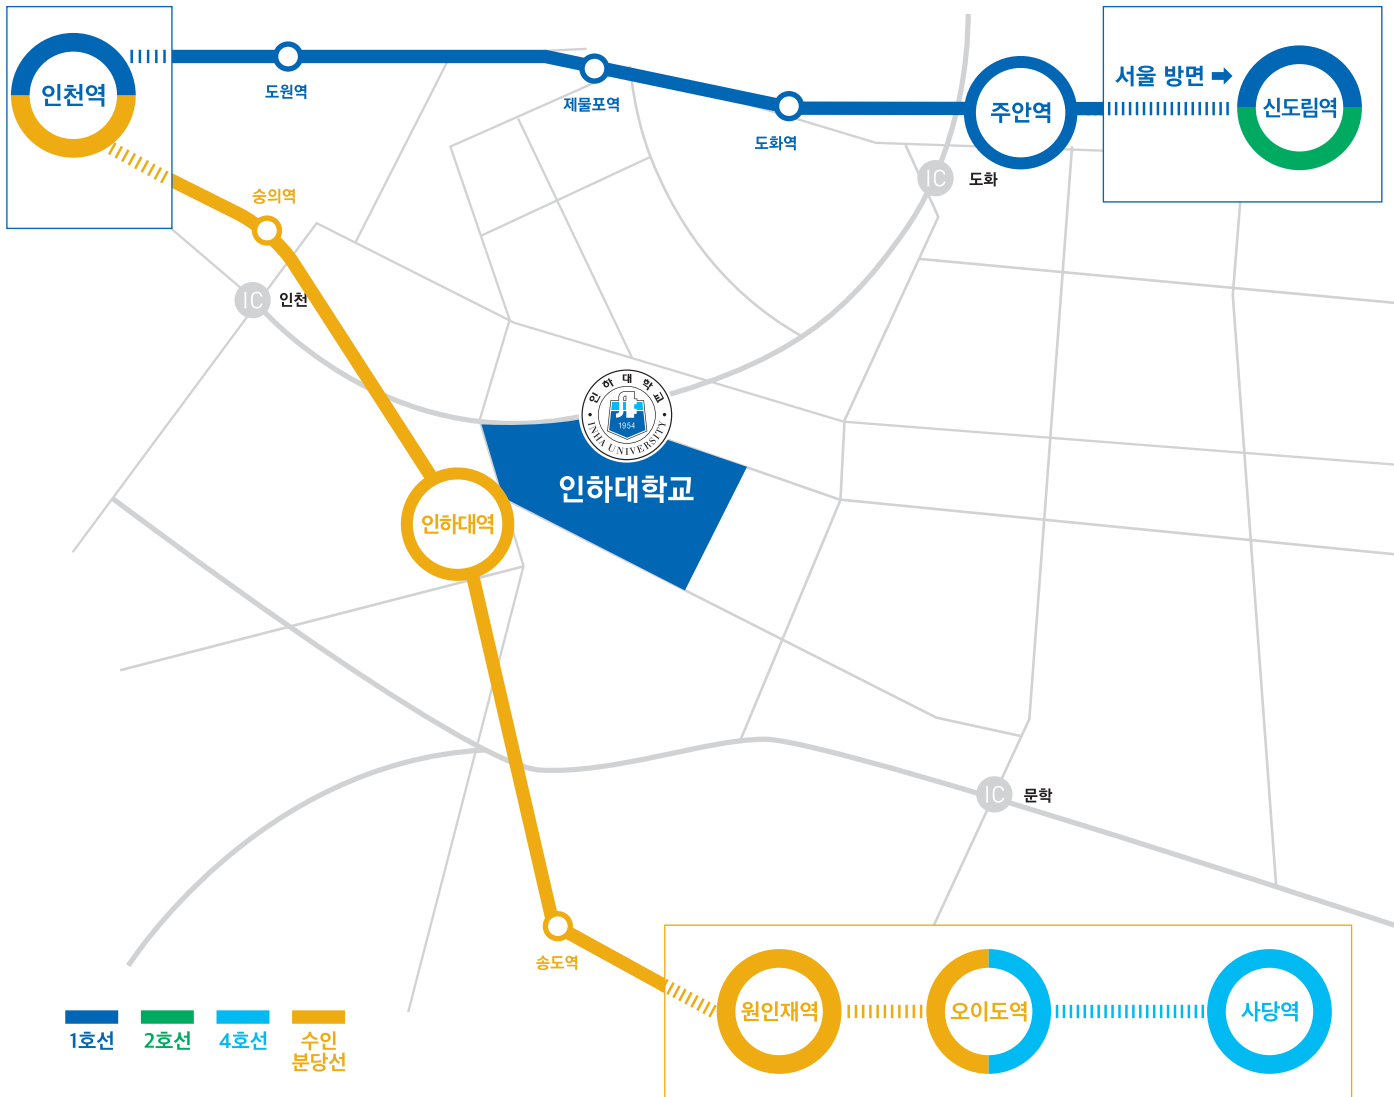 인천역
도원역
제물포역
도화역
주안역
서울 방면
신도림역
IC 도화
숭의역
IC 인천
인하대학교
1954
INHA UNIVERSITY
인하대학교
인하대역
IC 문학
송도역
원인재역
오이도역
사당역
1호선
2호선
4호선
수인
분당선